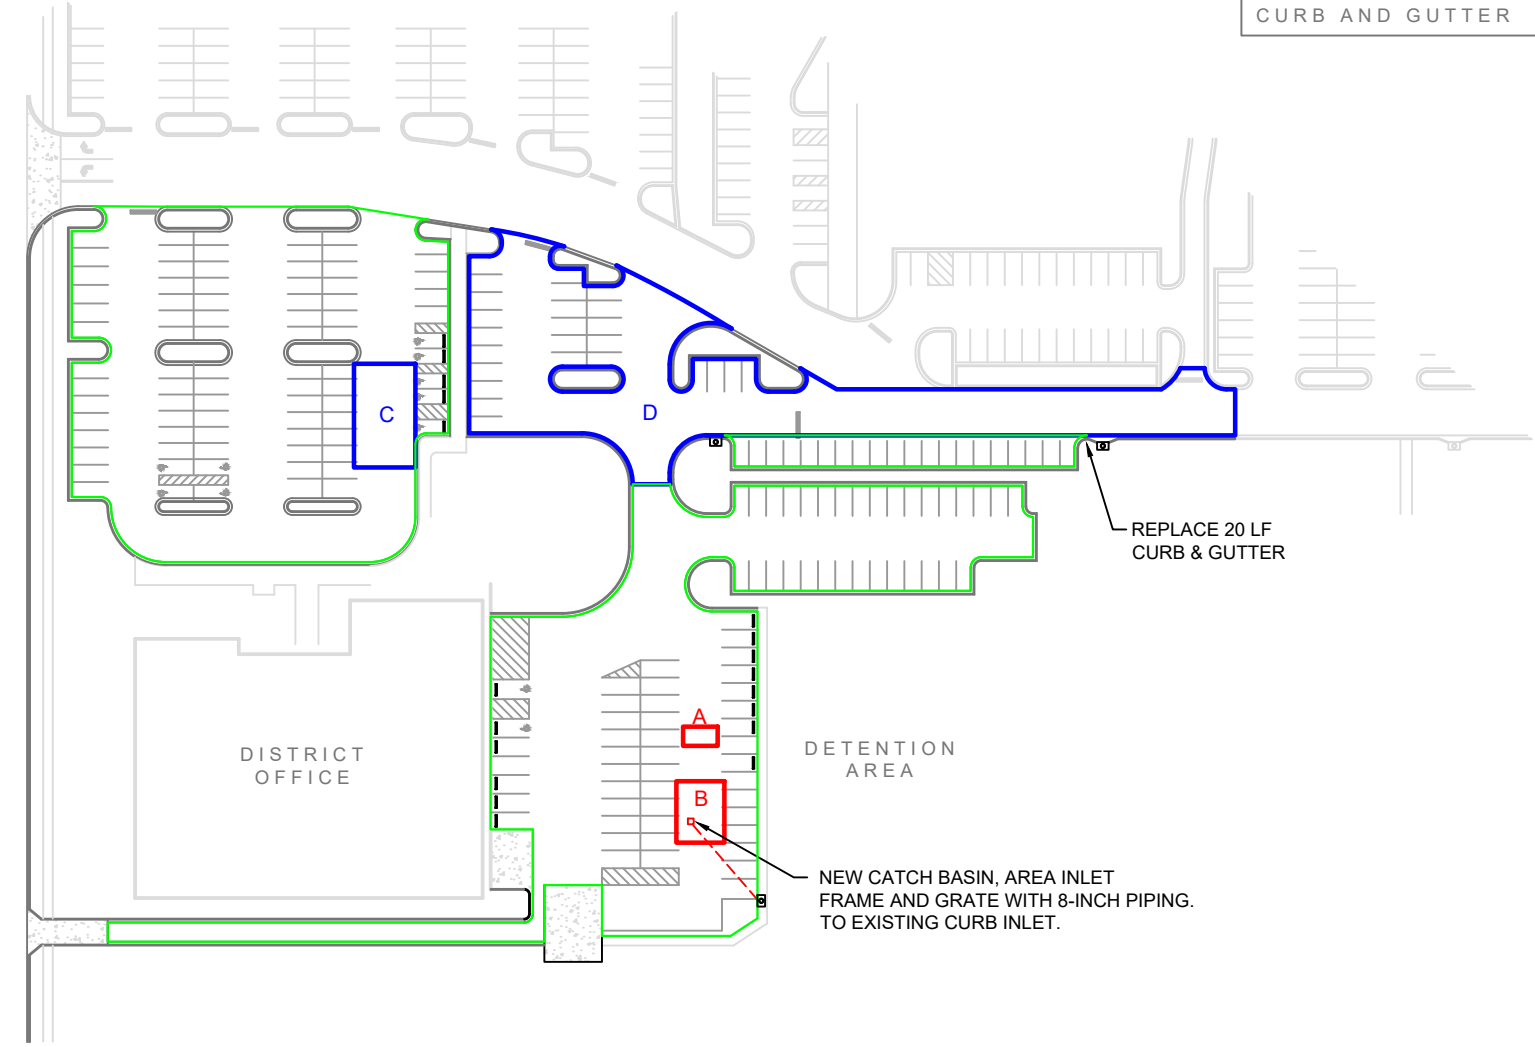 CURB AND GUTTER
C
D
REPLACE 20 LF
CURB & GUTTER
A
DISTRICT
OFFICE
DETENTION
AREA
B
NEW CATCH BASIN, AREA INLET
FRAME AND GRATE WITH 8-INCH PIPING.
TO EXISTING CURB INLET.